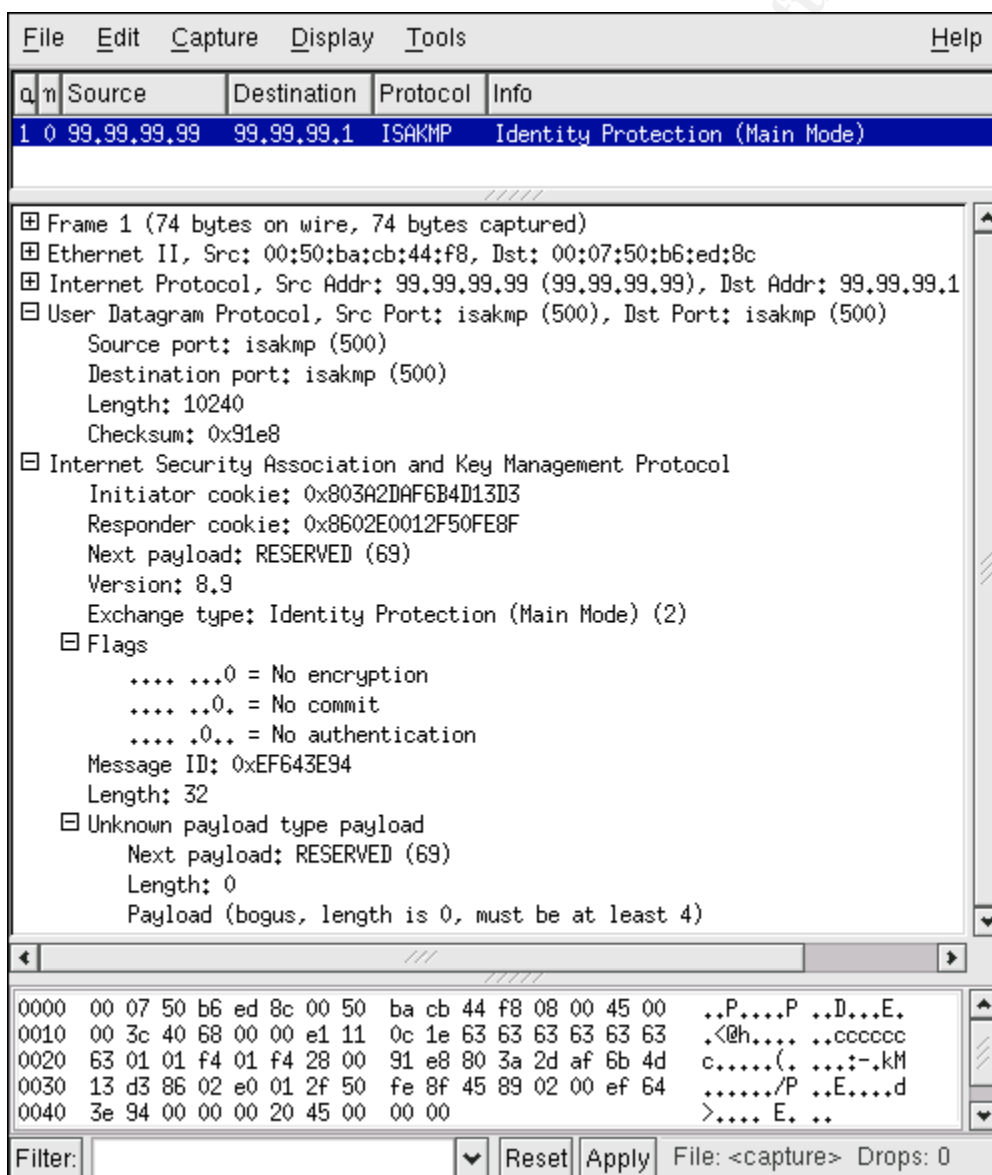 File Edit Capture Display Tools Help
Source Destination Protocol Info
1 0 99.99.99.99 99.99.99.1 ISAKMP Identity Protection (Main Mode)
Frame 1 (74 bytes on wire, 74 bytes captured)
Ethernet II, Src: 00:50:ba:cb:44:f8, Dst: 00:07:50:b6:ed:8c
Internet Protocol, Src Addr: 99.99.99.99 (99.99.99.99), Dst Addr: 99.99.99.1
User Datagram Protocol, Src Port: isakmp (500), Dst Port: isakmp (500)
Source port: isakmp (500)
Destination port: isakmp (500)
Length: 10240
Checksum: 0x91e8
Internet Security Association and Key Management Protocol
Initiator cookie: 0x803A2DAF6B4D13D3
Responder cookie: 0x8602E0012F50FE8F
Next payload: RESERVED (69)
Version: 8.9
Exchange type: Identity Protection (Main Mode) (2)
Flags
.... ...0 = No encryption
.... ..0. = No commit
.... .0.. = No authentication
Message ID: 0xEF643E94
Length: 32
Unknown payload type payload
Next payload: RESERVED (69)
Length: 0
Payload (bogus, length is 0, must be at least 4)
0000 00 07 50 b6 ed 8c 00 50 ba cb 44 f8 08 00 45 00 ..P....P ..D...E.
0010 00 3c 40 68 00 00 e1 11 0c 1e 63 63 63 63 63 63 .<@h.... ..cccccc
0020 63 01 01 f4 01 f4 28 00 91 e8 80 3a 2d af 6b 4d c.....(. ...:-.kM
0030 13 d3 86 02 e0 01 2f 50 fe 8f 45 89 02 00 ef 64 ....../P ..E....d
0040 3e 94 00 00 00 20 45 00 00 00 >.... E. ..
Filter: Reset Apply File: <capture> Drops: 0